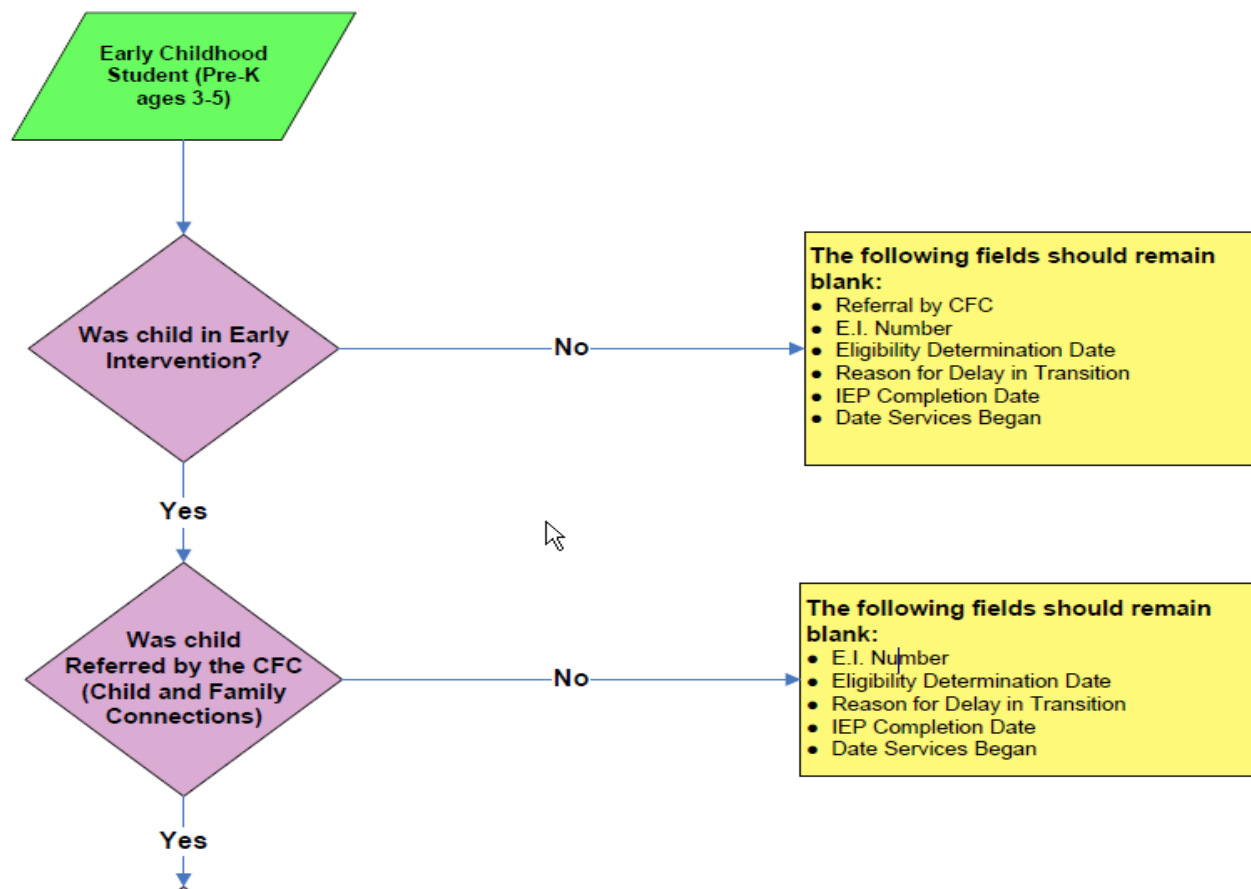 Early Childhood
Student (Pre-K
ages 3-5)
Was child in Early
Intervention?
No
The following fields should remain
blank:
● Referral by CFC
● E.I. Number
● Eligibility Determination Date
● Reason for Delay in Transition
● IEP Completion Date
● Date Services Began
Yes
Was child
Referred by the CFC
(Child and Family
Connections)
No
The following fields should remain
blank:
● E.I. Number
● Eligibility Determination Date
● Reason for Delay in Transition
● IEP Completion Date
● Date Services Began
Yes